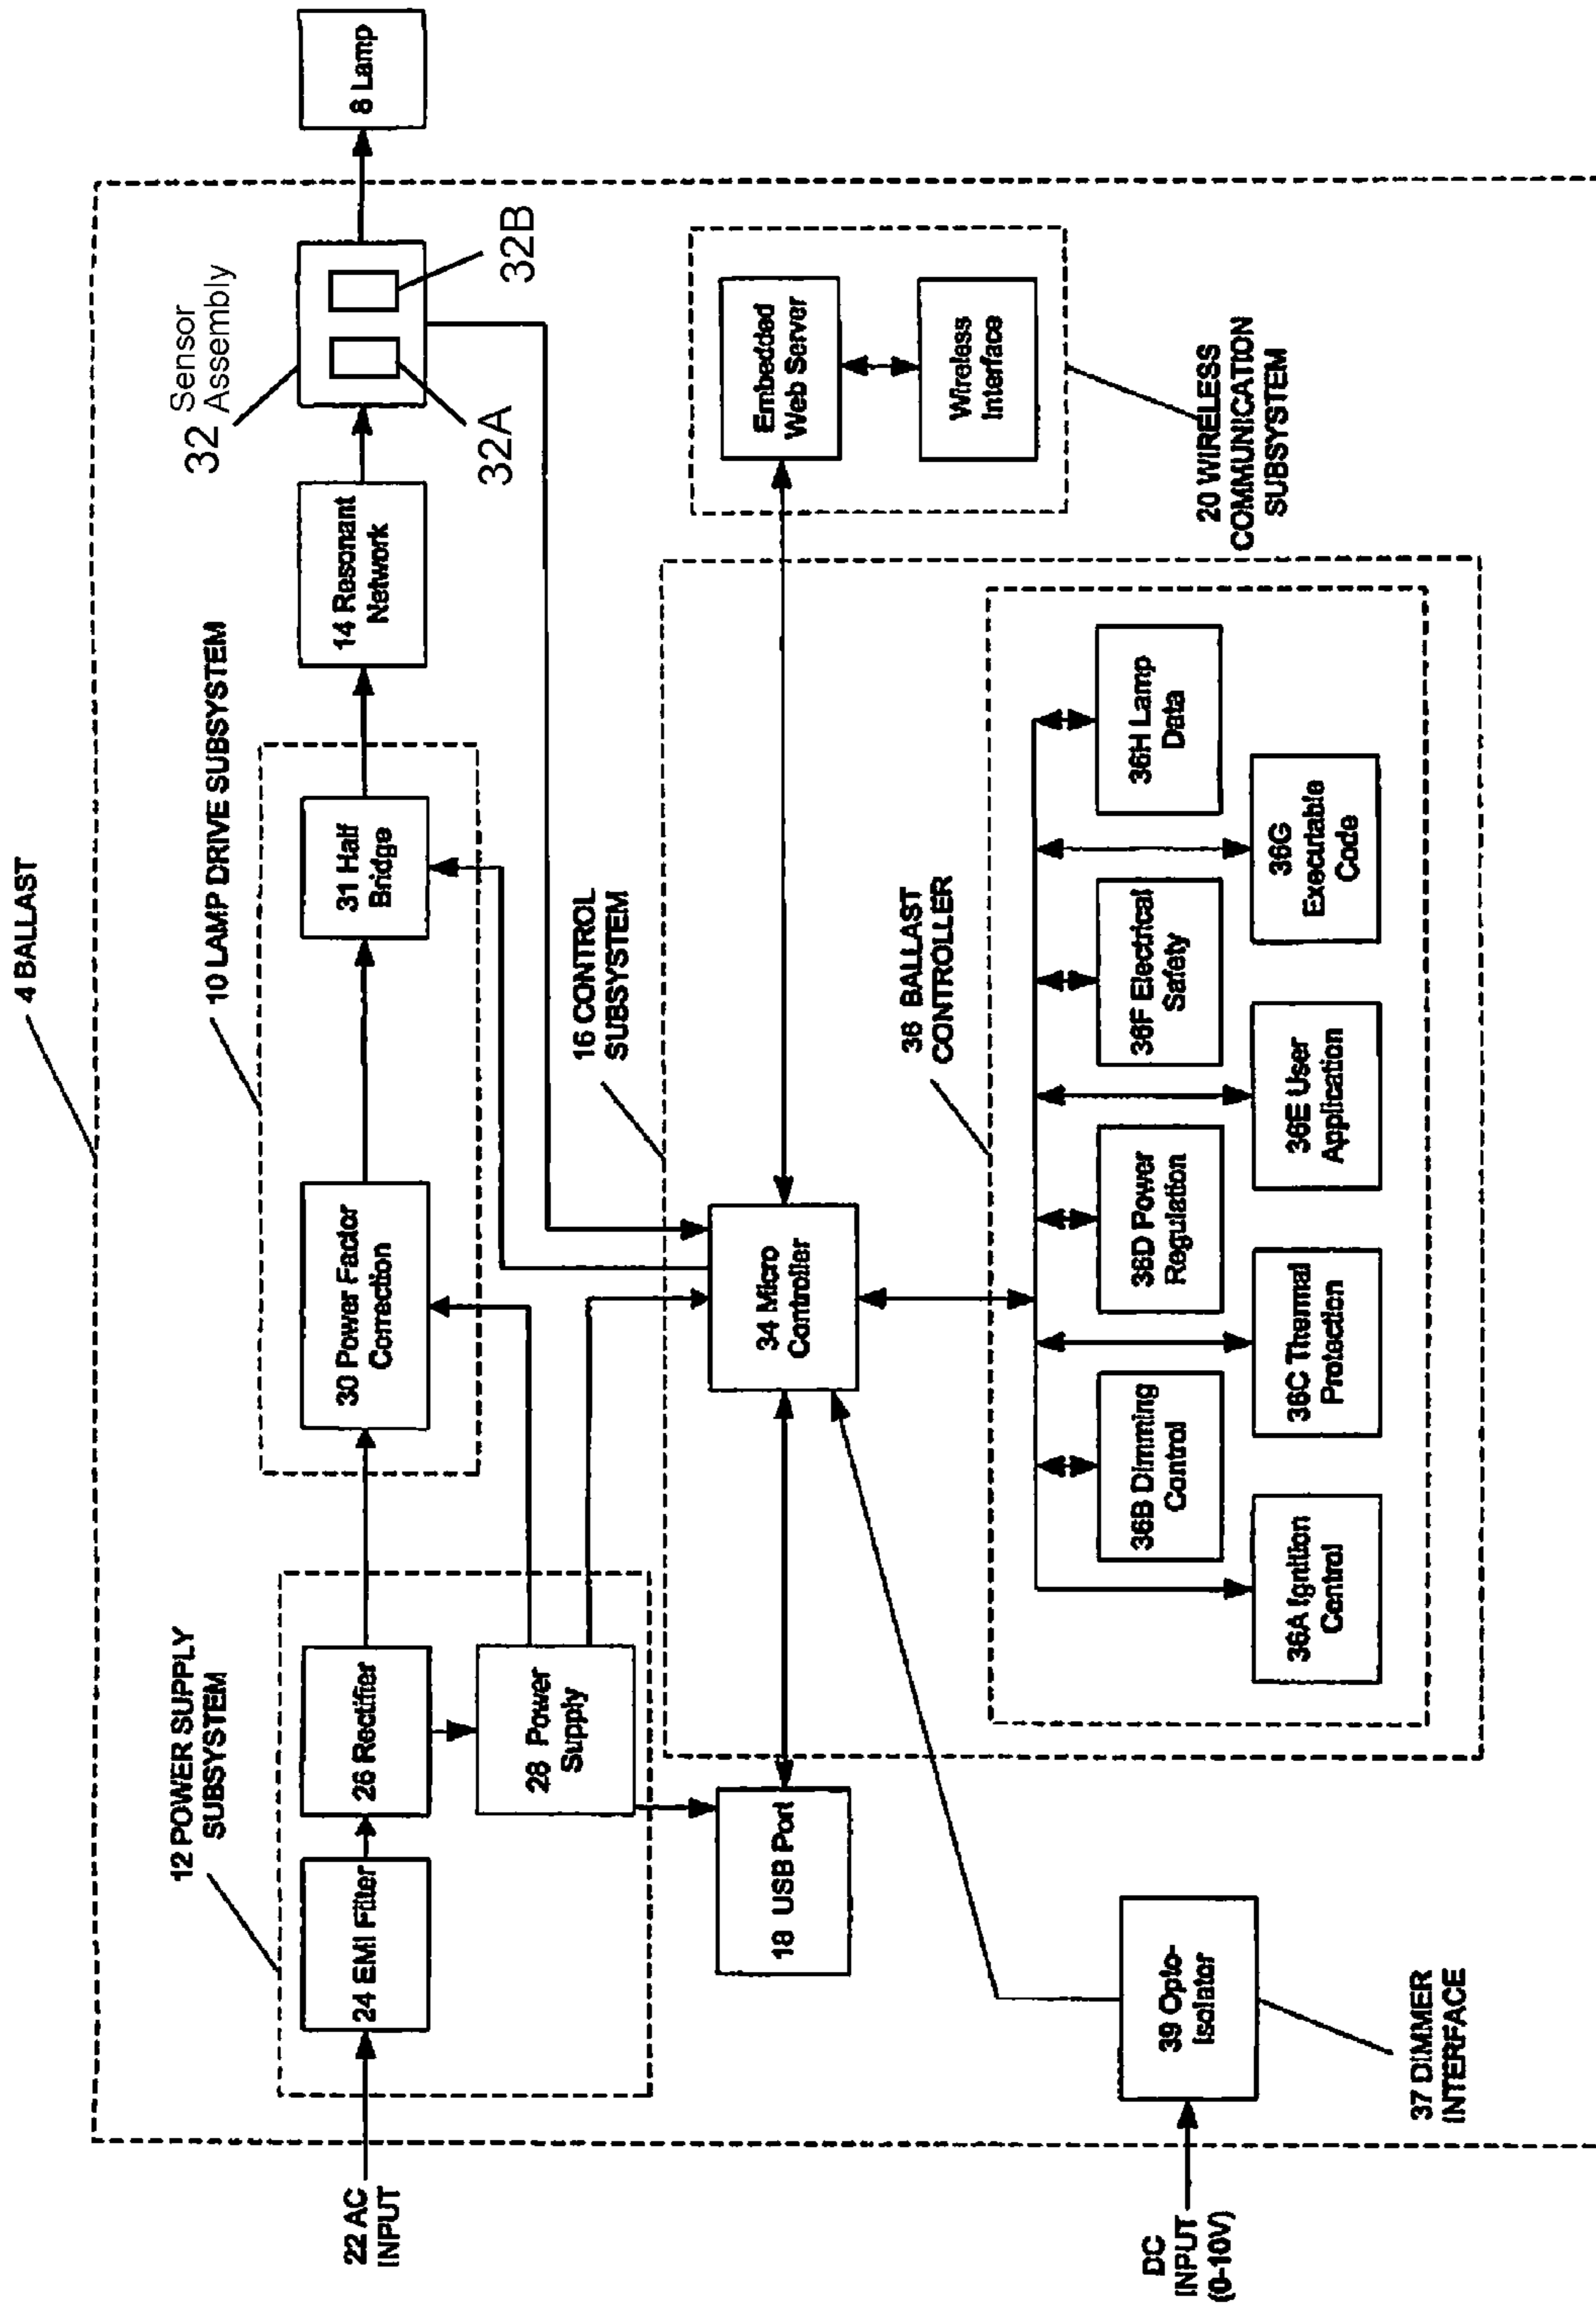 4 BALLAST
10 LAMP DRIVE SUBSYSTEM
12 POWER SUPPLY
SUBSYSTEM
32 Sensor
Assembly
22 AC
INPUT
24 EMI Filter
26 Rectifier
30 Power Factor
Correction
31 Half
Bridge
14 Resonant
Network
32A
32B
8 Lamp
28 Power
Supply
16 CONTROL
SUBSYSTEM
18 USB Port
34 Micro
Controller
Embedded
Web Server
Wireless
Interface
20 WIRELESS
COMMUNICATION
SUBSYSTEM
36 BALLAST
CONTROLLER
36B Dimming
Control
36D Power
Regulation
36F Electrical
Safety
36H Lamp
Data
36A Ignition
Control
36C Thermal
Protection
36E User
Application
36G
Executable
Code
DC
INPUT
(0-10V)
39 Opto-
Isolator
37 DIMMER
INTERFACE